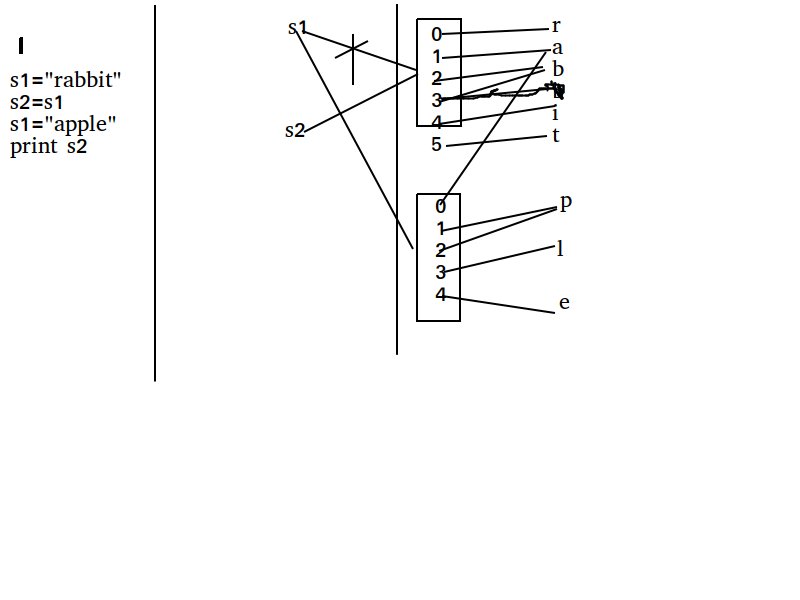 s1="rabbit"
s2=s1
s1="apple"
print s2
s1
s2
0 r
1 a
2 b
3
4 i
5 t
0
1 p
2
3 l
4 e